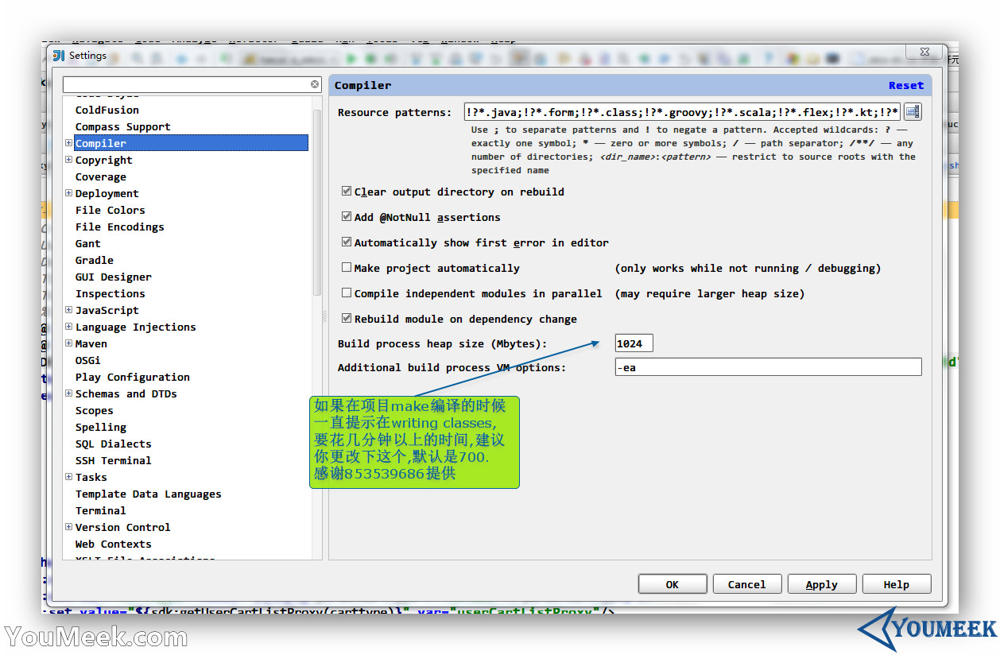 Settings
Compiler
Reset
ColdFusion
Compass Support
Compiler
Copyright
Coverage
Deployment
File Colors
File Encodings
Gant
Gradle
GUI Designer
Inspections
JavaScript
Language Injections
Maven
OSGi
Play Configuration
Schemas and DTDs
Scopes
Spelling
SQL Dialects
SSH Terminal
Tasks
Template Data Languages
Terminal
Version Control
Web Contexts
Resource patterns: !?*.java;!?*.form;!?*.class;!?*.groovy;!?*.scala;!?*.flex;!?*.kt;!?*
Use ; to separate patterns and ! to negate a pattern. Accepted wildcards: ? —
exactly one symbol; * — zero or more symbols; / — path separator; /**/ — any
number of directories; <dir_name>:<pattern> — restrict to source roots with the
specified name
Clear output directory on rebuild
Add @NotNull assertions
Automatically show first error in editor
Make project automatically (only works while not running / debugging)
Compile independent modules in parallel (may require larger heap size)
Rebuild module on dependency change
Build process heap size (Mbytes): 1024
Additional build process VM options: -ea
如果在项目make编译的时候
一直提示在writing classes,
要花几分钟以上的时间,建议
你更改下这个,默认是700.
感谢853539686提供
OK Cancel Apply Help
:set value="${sdk:getUserCartListProxy(carttype)}" var="userCartListProxy"/>
YouMeek.com
YOUMEEK